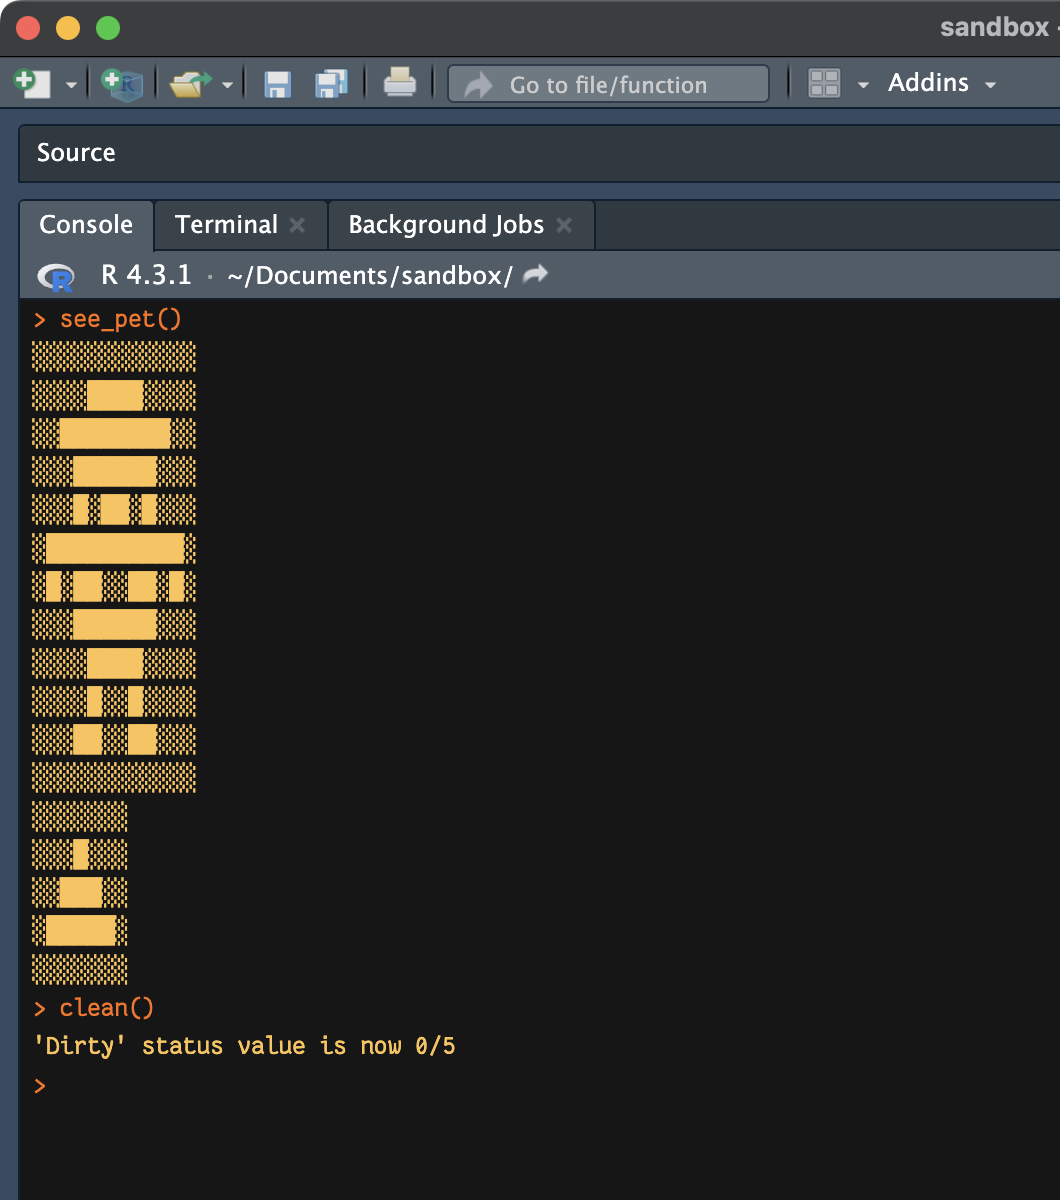 sandbox -
Go to file/function
Addins
Source
Console
Terminal
Background Jobs
R 4.3.1 · ~/Documents/sandbox/
> see_pet()
░░░░░░░░░░░░
░░░░████░░░░
░░████████░░
░░░██████░░░
░░░█░██░█░░░
░██████████░
░█░██░░██░█░
░░░██████░░░
░░░░████░░░░
░░░░█░░█░░░░
░░░██░░██░░░
░░░░░░░░░░░░
░░░░░░░
░░░█░░░
░░███░░
░█████░
░░░░░░░
> clean()
'Dirty' status value is now 0/5
>